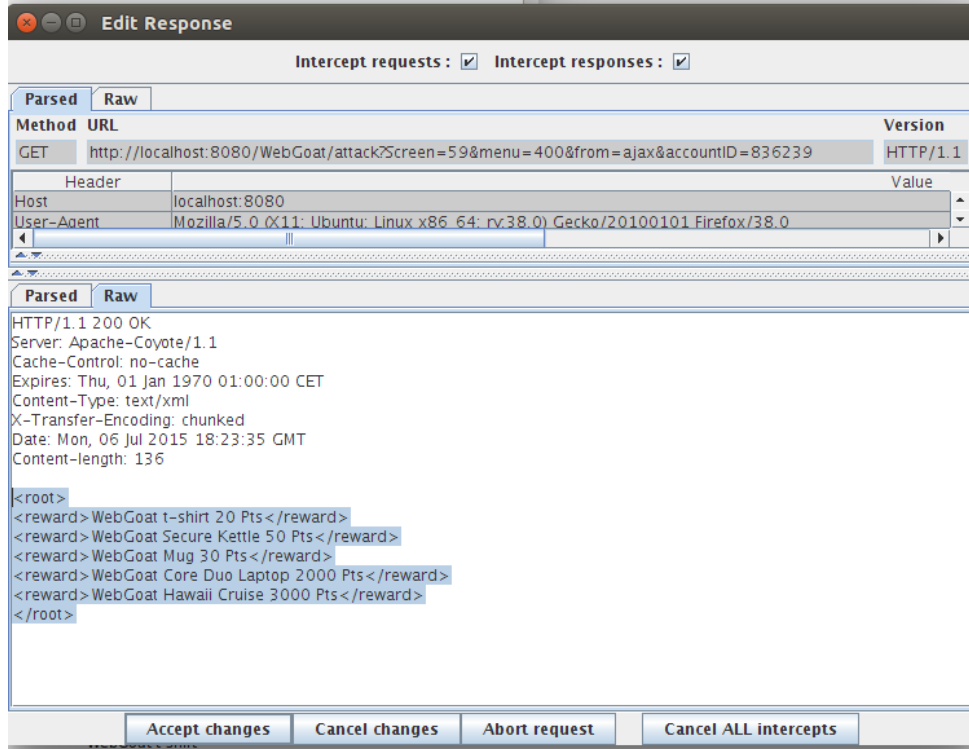 Edit Response
Intercept requests : Intercept responses :
Parsed Raw
Method URL Version
GET http://localhost:8080/WebGoat/attack?Screen=59&menu=400&from=ajax&accountID=836239 HTTP/1.1
Header Value
Host localhost:8080
User-Agent Mozilla/5.0 (X11; Ubuntu; Linux x86_64; rv:38.0) Gecko/20100101 Firefox/38.0
Parsed Raw
HTTP/1.1 200 OK
Server: Apache-Coyote/1.1
Cache-Control: no-cache
Expires: Thu, 01 Jan 1970 01:00:00 CET
Content-Type: text/xml
X-Transfer-Encoding: chunked
Date: Mon, 06 Jul 2015 18:23:35 GMT
Content-length: 136
<root>
<reward>WebGoat t-shirt 20 Pts</reward>
<reward>WebGoat Secure Kettle 50 Pts</reward>
<reward>WebGoat Mug 30 Pts</reward>
<reward>WebGoat Core Duo Laptop 2000 Pts</reward>
<reward>WebGoat Hawaii Cruise 3000 Pts</reward>
</root>
Accept changes Cancel changes Abort request Cancel ALL intercepts